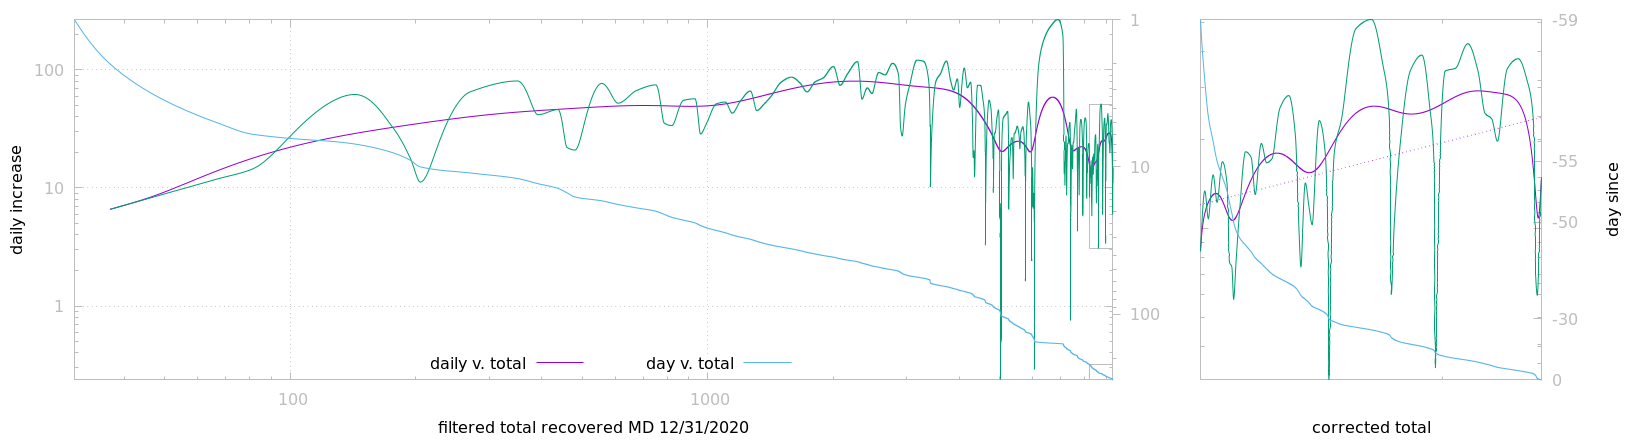 100
10
1
daily increase
daily v. total
day v. total
100
1000
filtered total recovered MD 12/31/2020
1
10
100
-59
-55
-50
-30
0
day since
corrected total